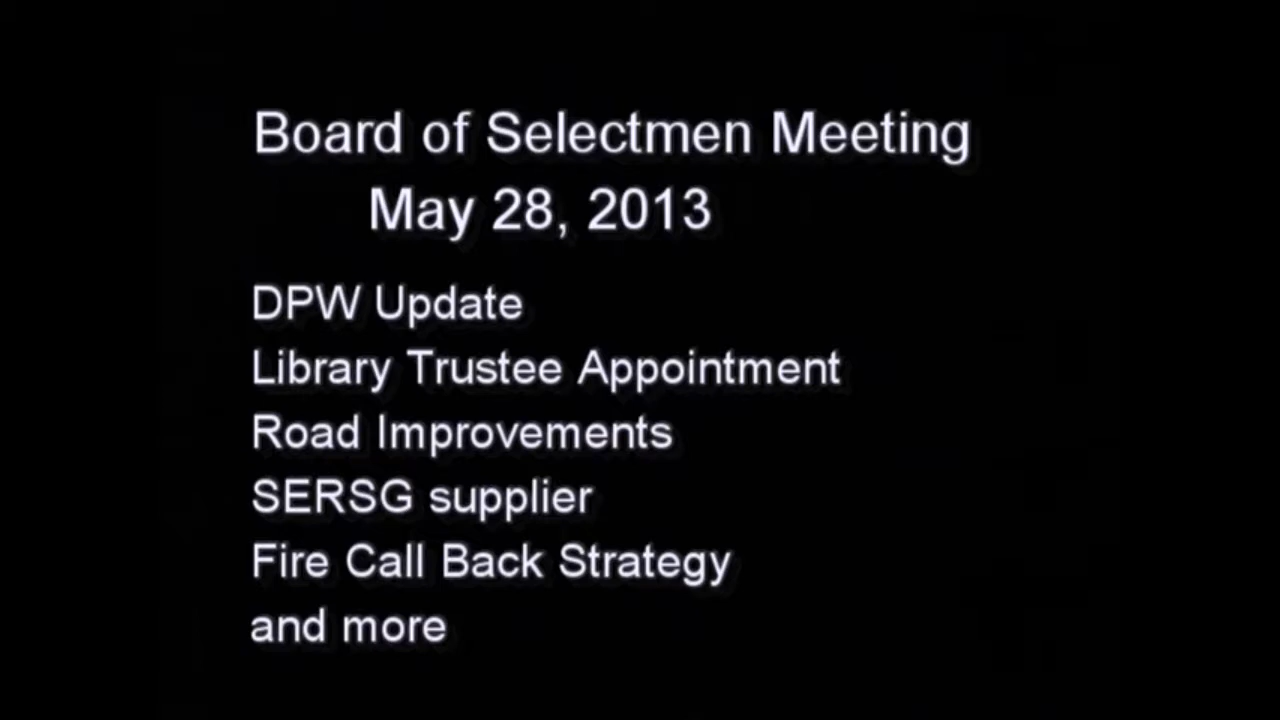 Board of Selectmen Meeting
May 28, 2013
DPW Update
Library Trustee Appointment
Road Improvements
SERSG supplier
Fire Call Back Strategy
and more